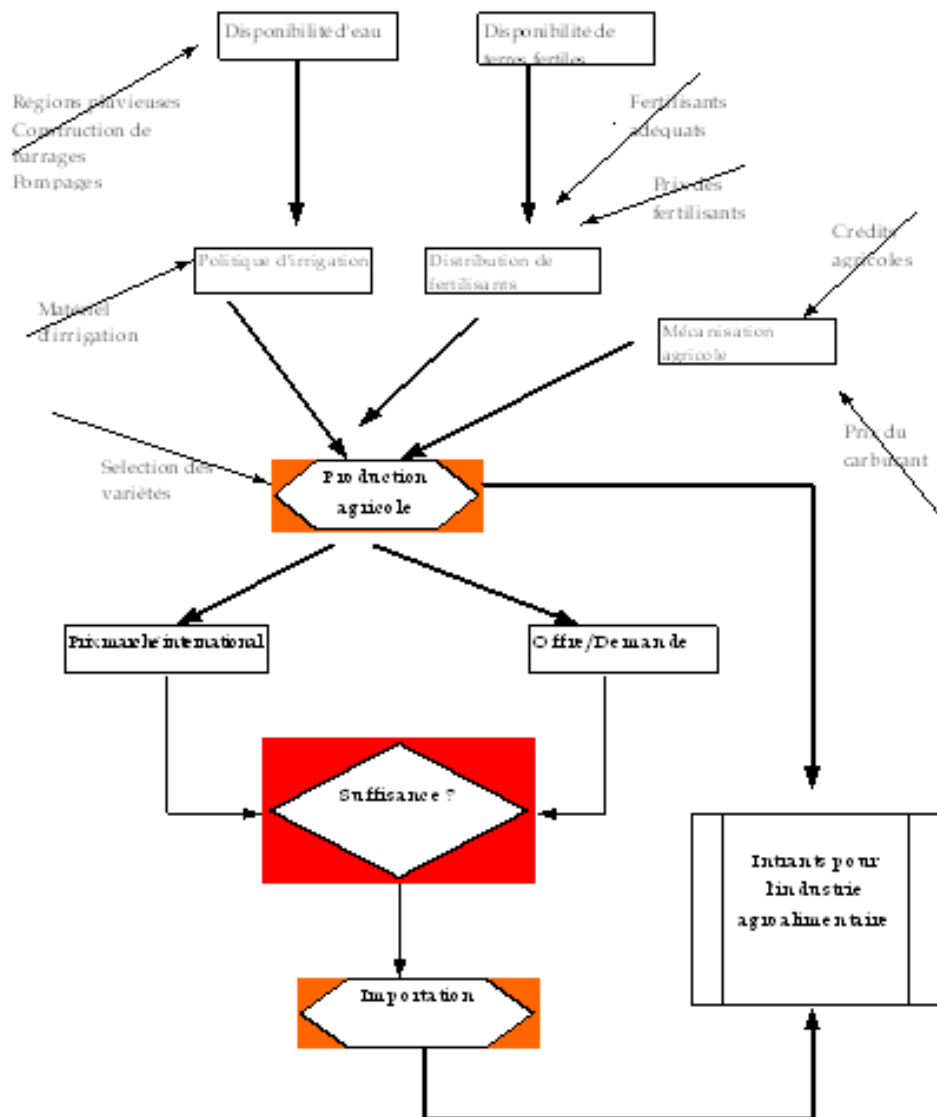 Disponibilité d'eau
Disponibilité de
terres fertiles
Régions pluvieuses
Construction de
barrages
Pompages
Fertilisants
adéquats
Prix des
fertilisants
Crédits
agricoles
Politique d'irrigation
Distribution de
fertilisants
Matériel
d'irrigation
Mécanisation
agricole
Prix du
carburant
Selection des
variétés
Production
agricole
Prix marché international
Offre/Demande
Suffisance ?
Intrants pour
l'industrie
agroalimentaire
Importation